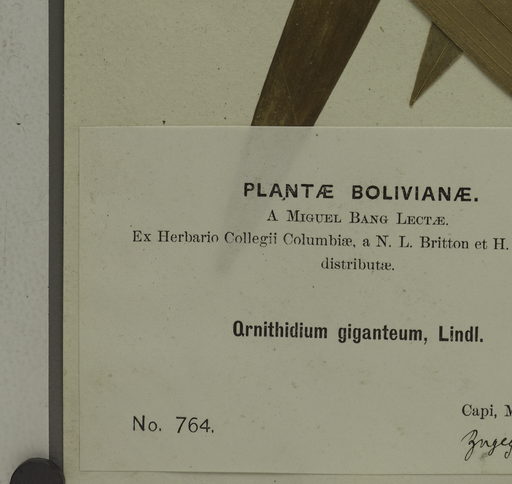 PLANTÆ BOLIVIANÆ.
A MIGUEL BANG LECTÆ.
Ex Herbario Collegii Columbiæ, a N. L. Britton et H.
distributæ.
Ornithidium giganteum, Lindl.
Capi,
No. 764.